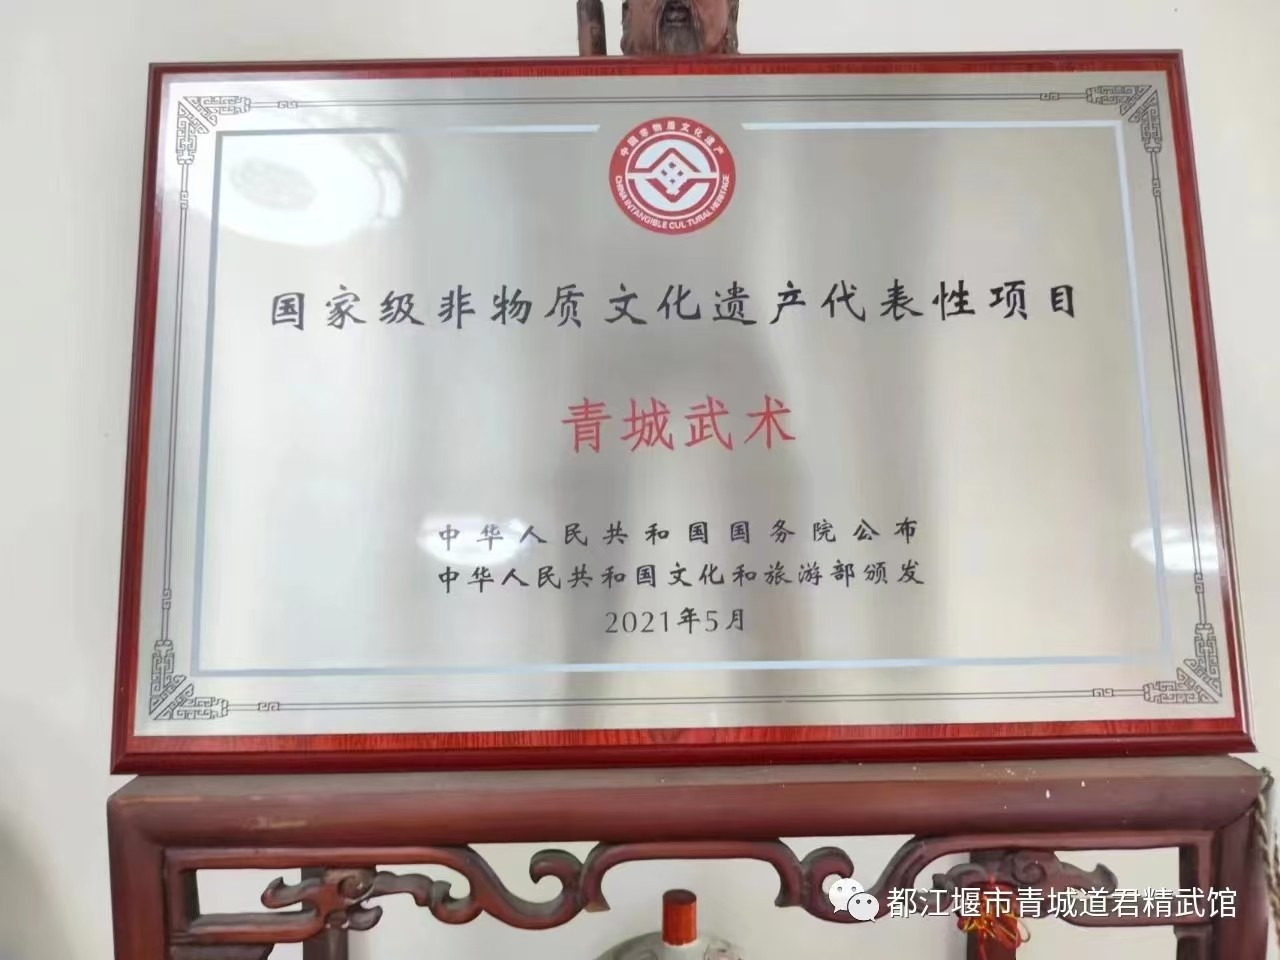 中国非物质文化遗产
CHINA INTANGIBLE CULTURAL HERITAGE
国家级非物质文化遗产代表性项目
青城武术
中华人民共和国国务院公布
中华人民共和国文化和旅游部颁发
2021年5月
都江堰市青城道君精武馆